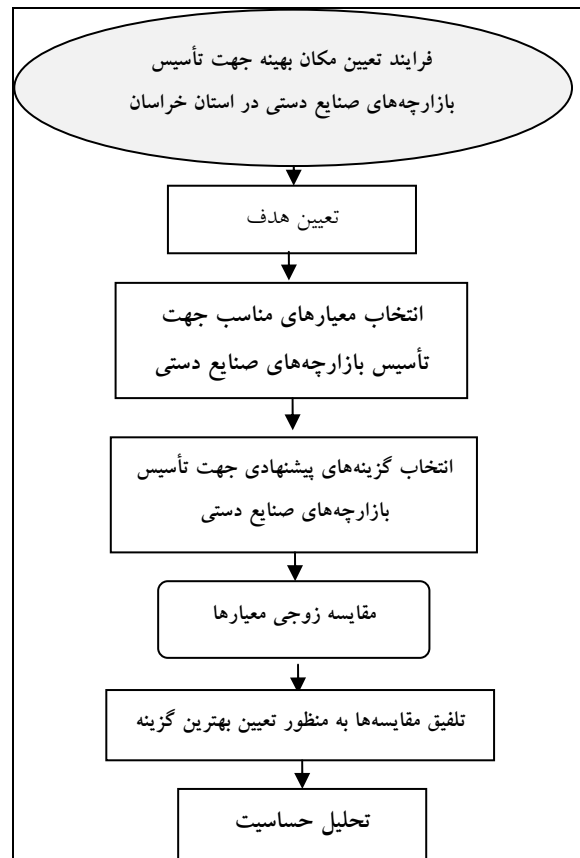 فرایند تعیین مکان بهینه جهت تأسیس
بازارچه‌های صنایع دستی در استان خراسان
تعیین هدف
انتخاب معیارهای مناسب جهت
تأسیس بازارچه‌های صنایع دستی
انتخاب گزینه‌های پیشنهادی جهت تأسیس
بازارچه‌های صنایع دستی
مقایسه زوجی معیارها
تلفیق مقایسه‌ها به منظور تعیین بهترین گزینه
تحلیل حساسیت